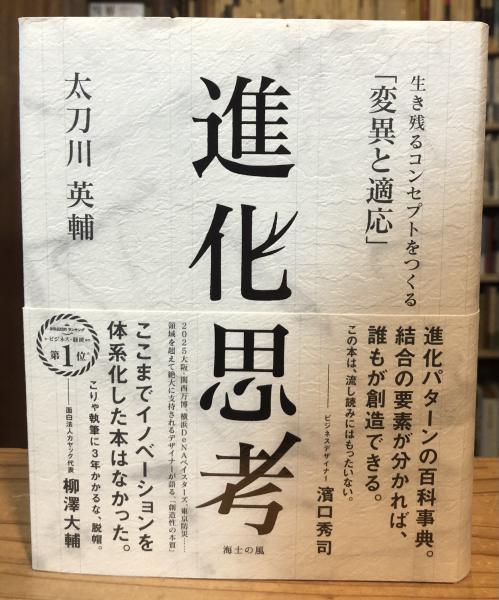 生き残るコンセプトをつくる
「変異と適応」
進化思考
太刀川 英輔
進化パターンの百科事典。
結合の要素が分かれば、
誰もが創造できる。
この本は、流し読みにはもったいない。
ビジネスデザイナー 濱口秀司
海士の風
2025大阪・関西万博、横浜DeNAベイスターズ、東京防災……
領域を超えて絶大に支持されるデザイナーが語る、「創造性の本質」
ここまでイノベーションを
体系化した本はなかった。
こりゃ執筆に3年かかるな、脱帽。
面白法人カヤック代表 柳澤大輔
ビジネス・経済
第1位